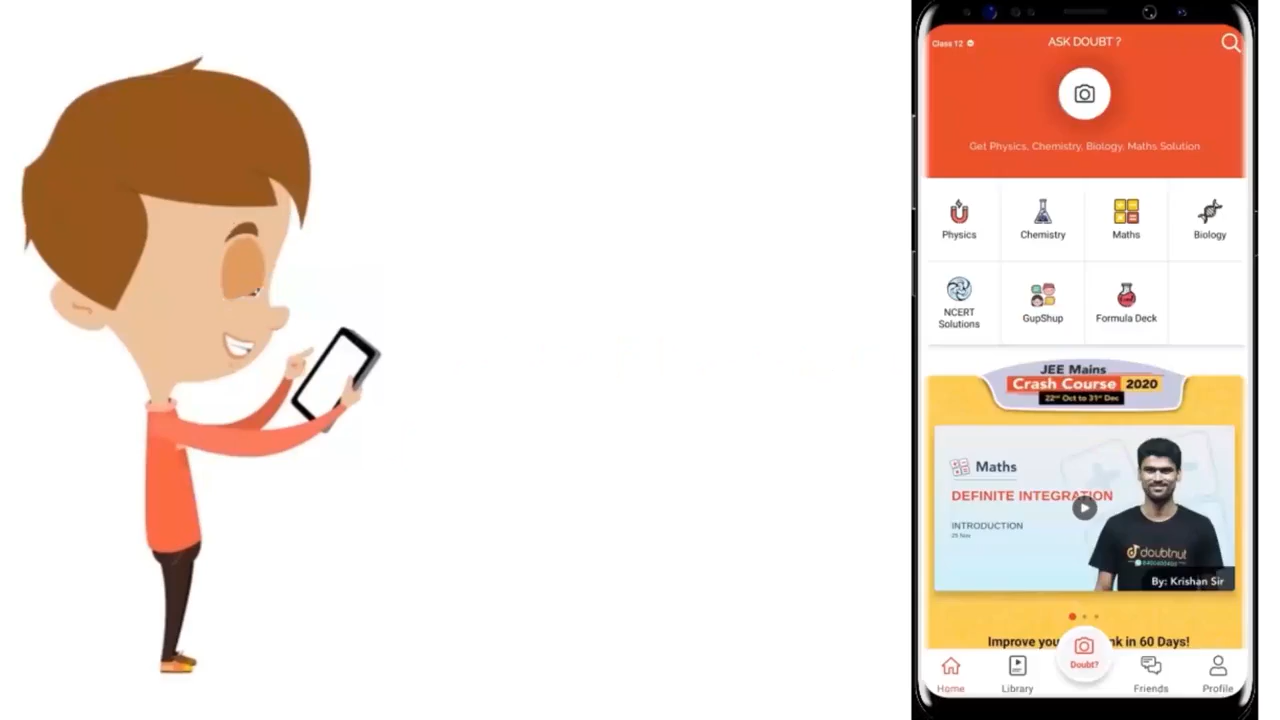 Class 12
ASK DOUBT ?
Get Physics, Chemistry, Biology, Maths Solution
Physics
Chemistry
Maths
Biology
NCERT
Solutions
GupShup
Formula Deck
JEE Mains
Crash Course 2020
22nd Oct to 31st Dec
Maths
DEFINITE INTEGRATION
INTRODUCTION
doubtnut
By: Krishan Sir
Improve you nk in 60 Days!
Doubt?
Home
Library
Friends
Profile